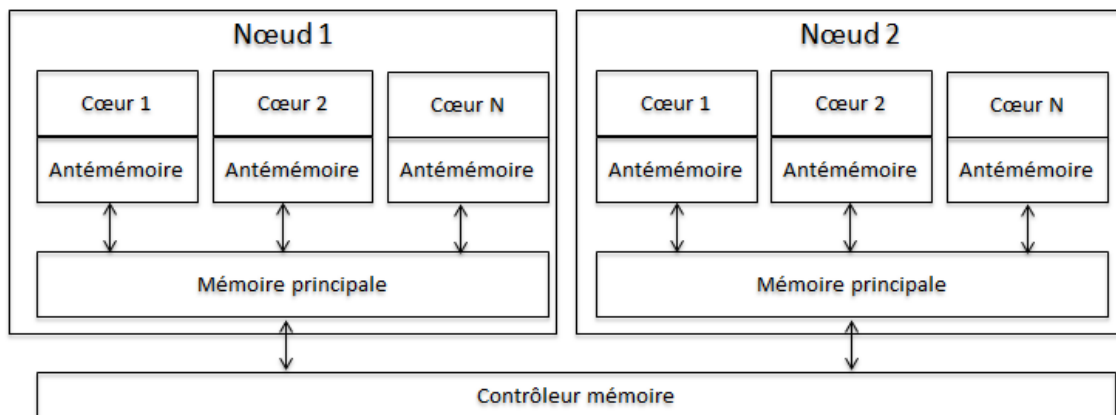 Nœud 1
Cœur 1
Cœur 2
Cœur N
Antémémoire
Antémémoire
Antémémoire
Mémoire principale
Nœud 2
Cœur 1
Cœur 2
Cœur N
Antémémoire
Antémémoire
Antémémoire
Mémoire principale
Contrôleur mémoire